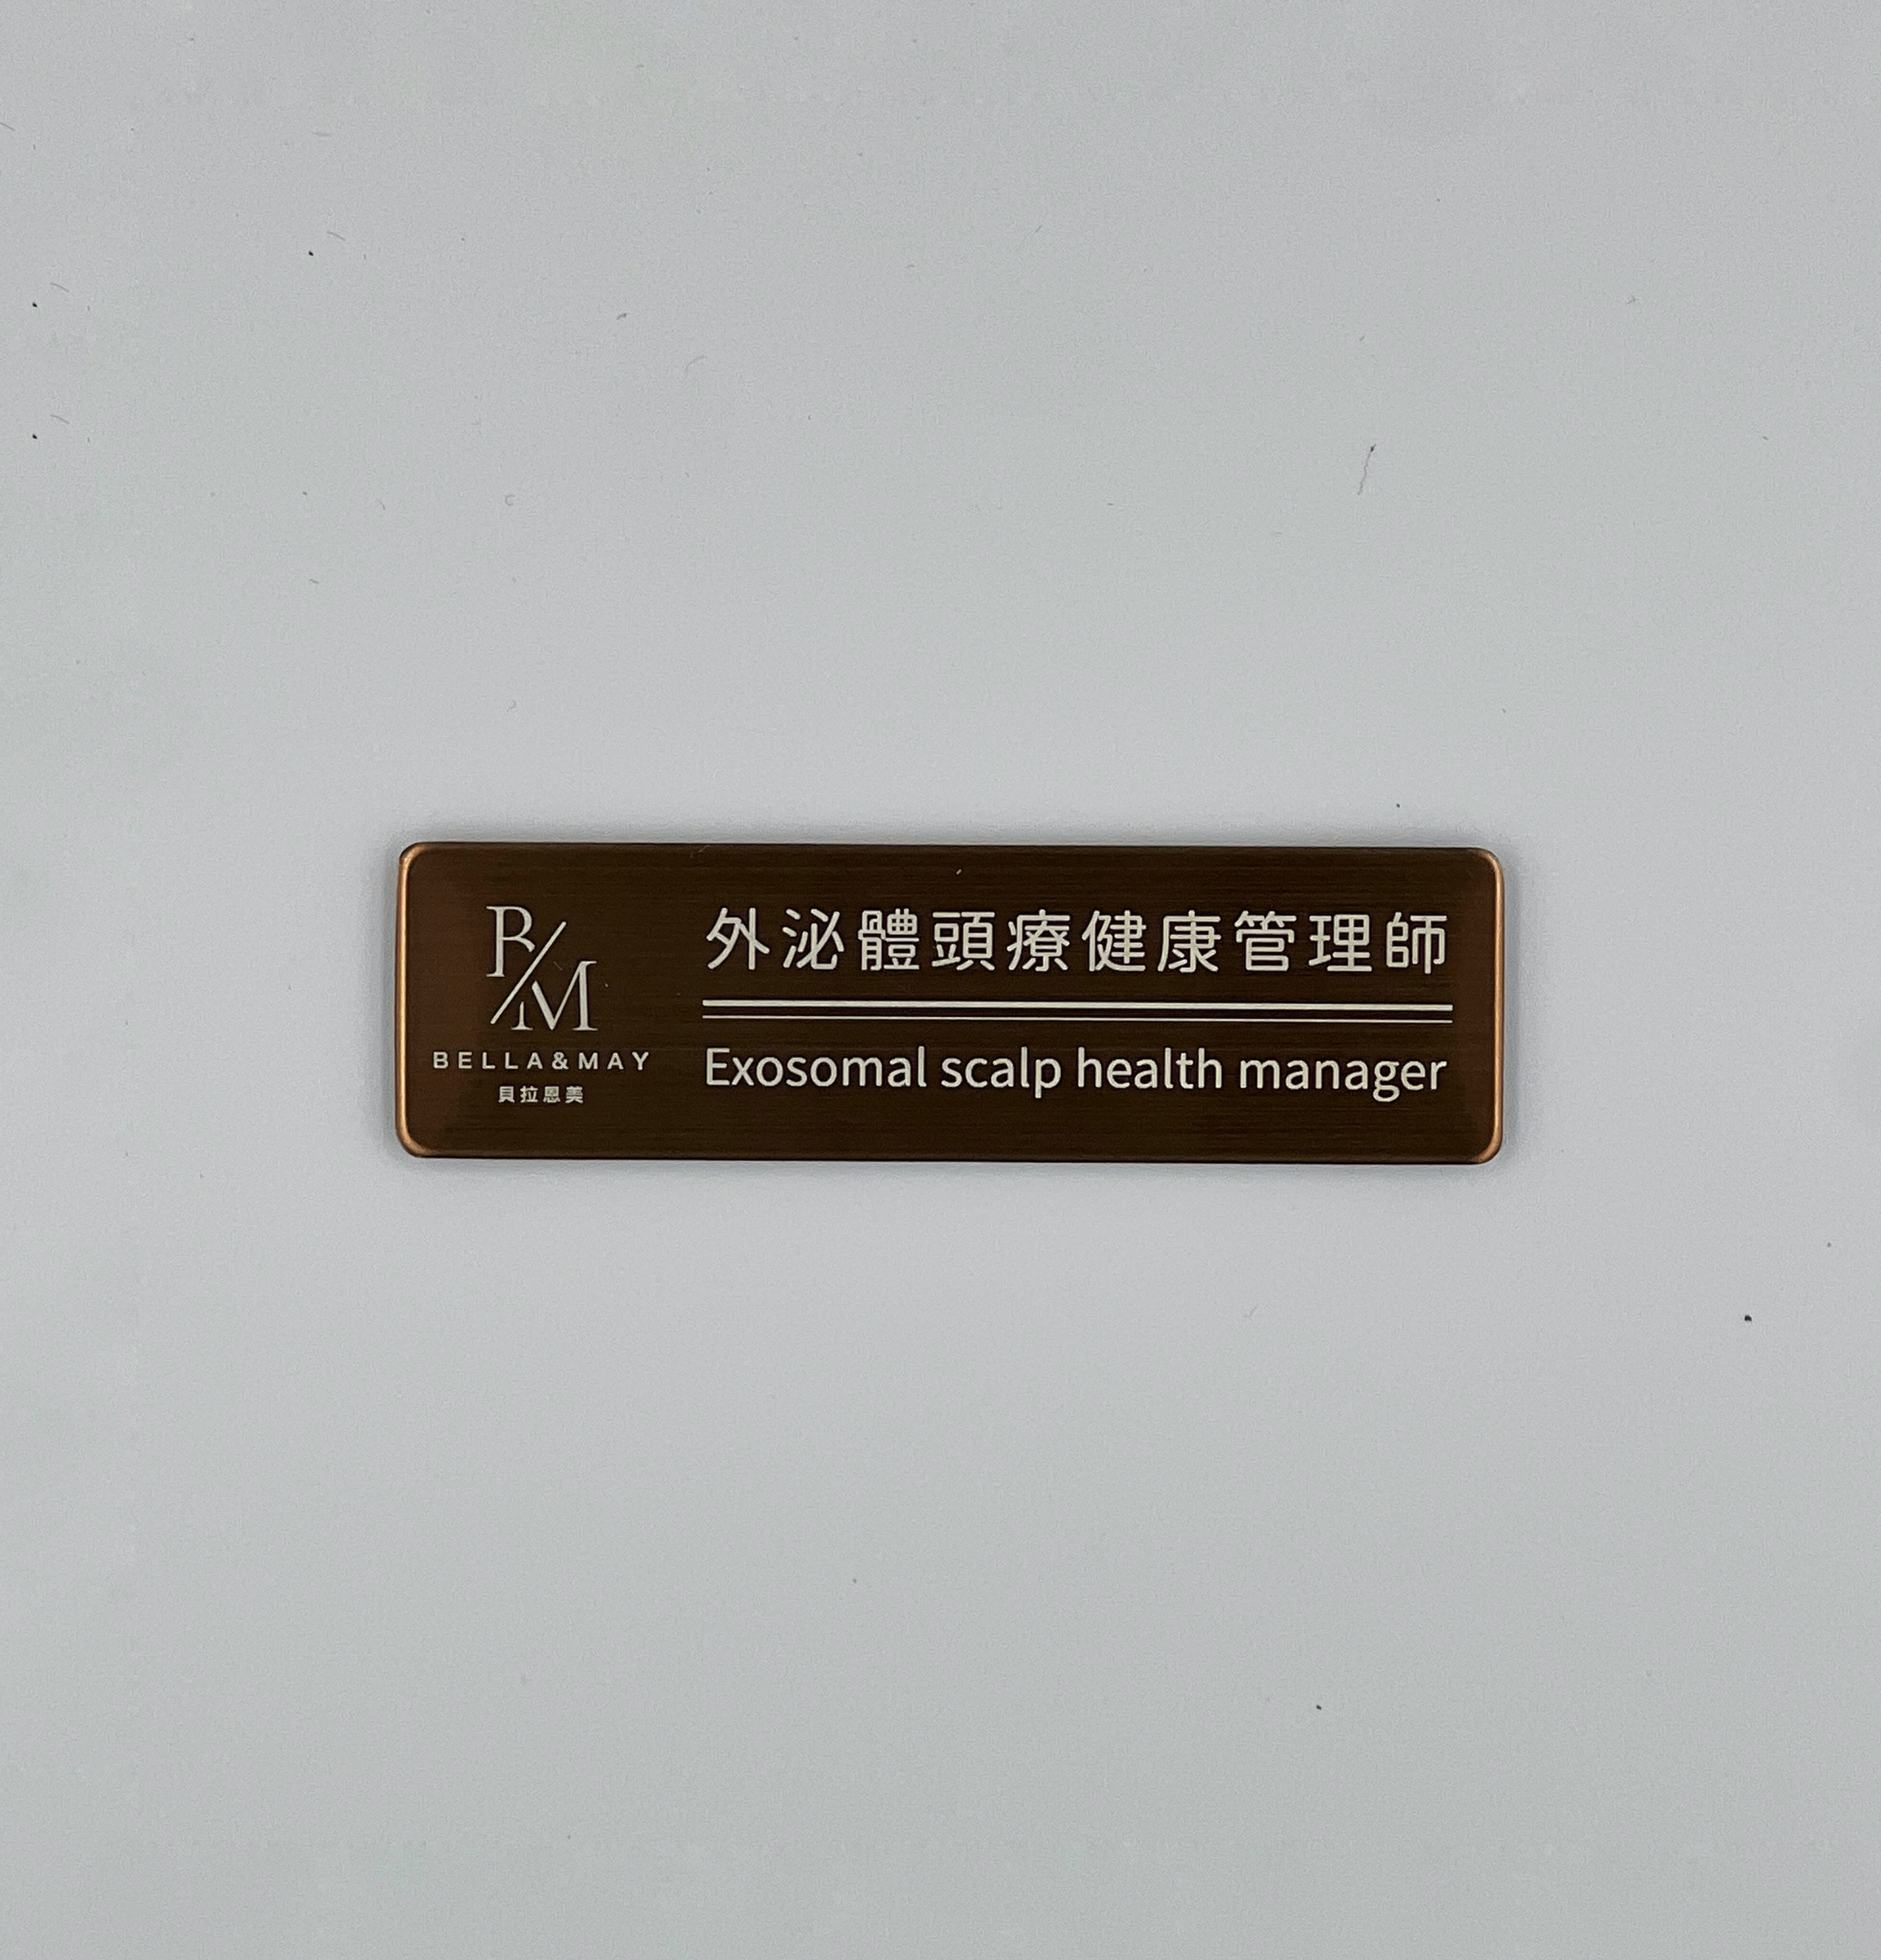 B/M
BELLA&MAY
貝拉恩美
外泌體頭療健康管理師
Exosomal scalp health manager